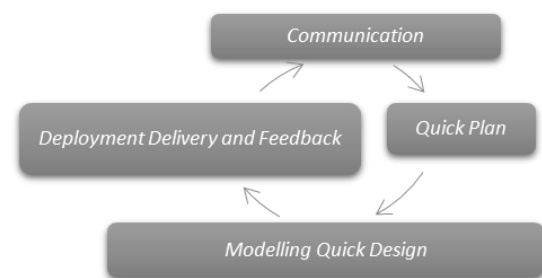 Communication
Quick Plan
Modelling Quick Design
Deployment Delivery and Feedback